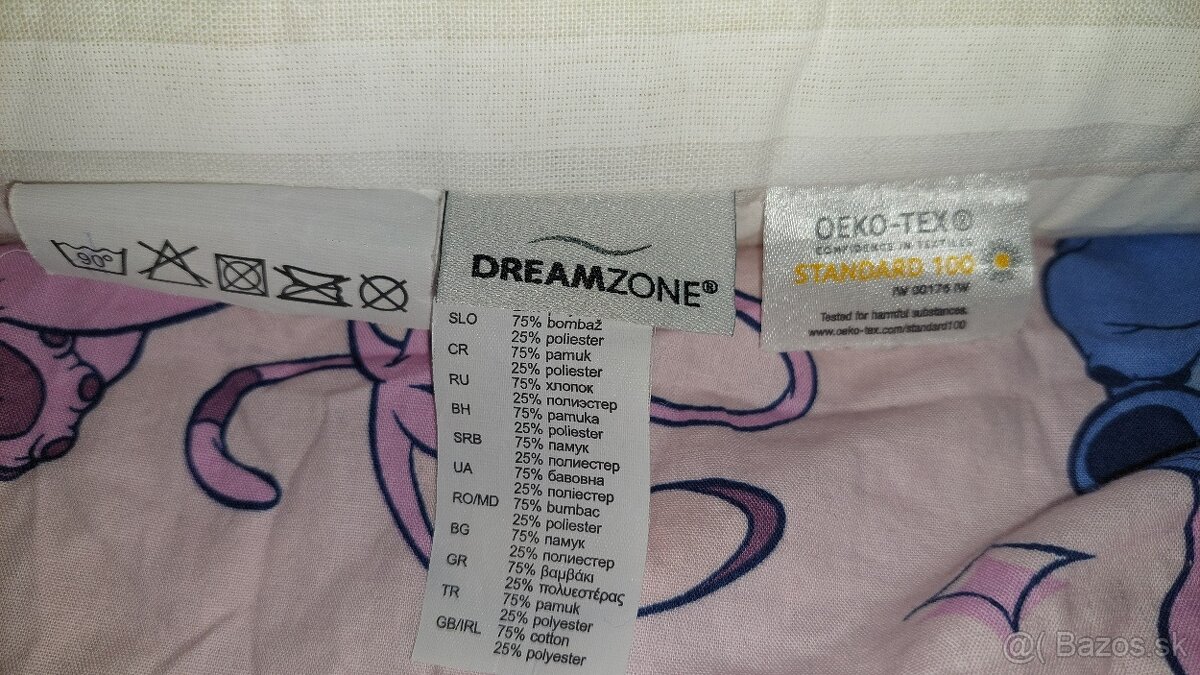 90°
DREAMZONE®
SLO 75% bombaž
25% poliester
CR 75% pamuk
25% poliester
RU 75% хлопок
25% полиэстер
BH 75% pamuka
25% poliester
SRB 75% памук
25% полиестер
UA 75% бавовна
25% поліестер
RO/MD 75% bumbac
25% poliester
BG 75% памук
25% полиестер
GR 75% βαμβάκι
25% πολυεστέρας
TR 75% pamuk
25% polyester
GB/IRL 75% cotton
25% polyester
OEKO-TEX®
CONFIDENCE IN TEXTILES
STANDARD 100
IW 00176 IW
Tested for harmful substances.
www.oeko-tex.com/standard100
@( Bazos.sk